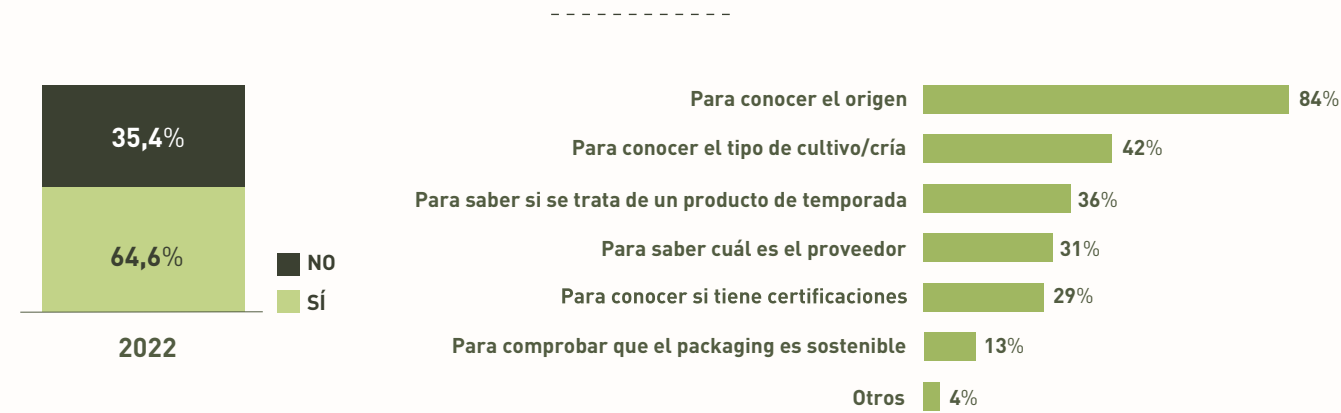 35,4%
64,6%
NO
SÍ
2022
Para conocer el origen 84%
Para conocer el tipo de cultivo/cría 42%
Para saber si se trata de un producto de temporada 36%
Para saber cuál es el proveedor 31%
Para conocer si tiene certificaciones 29%
Para comprobar que el packaging es sostenible 13%
Otros 4%